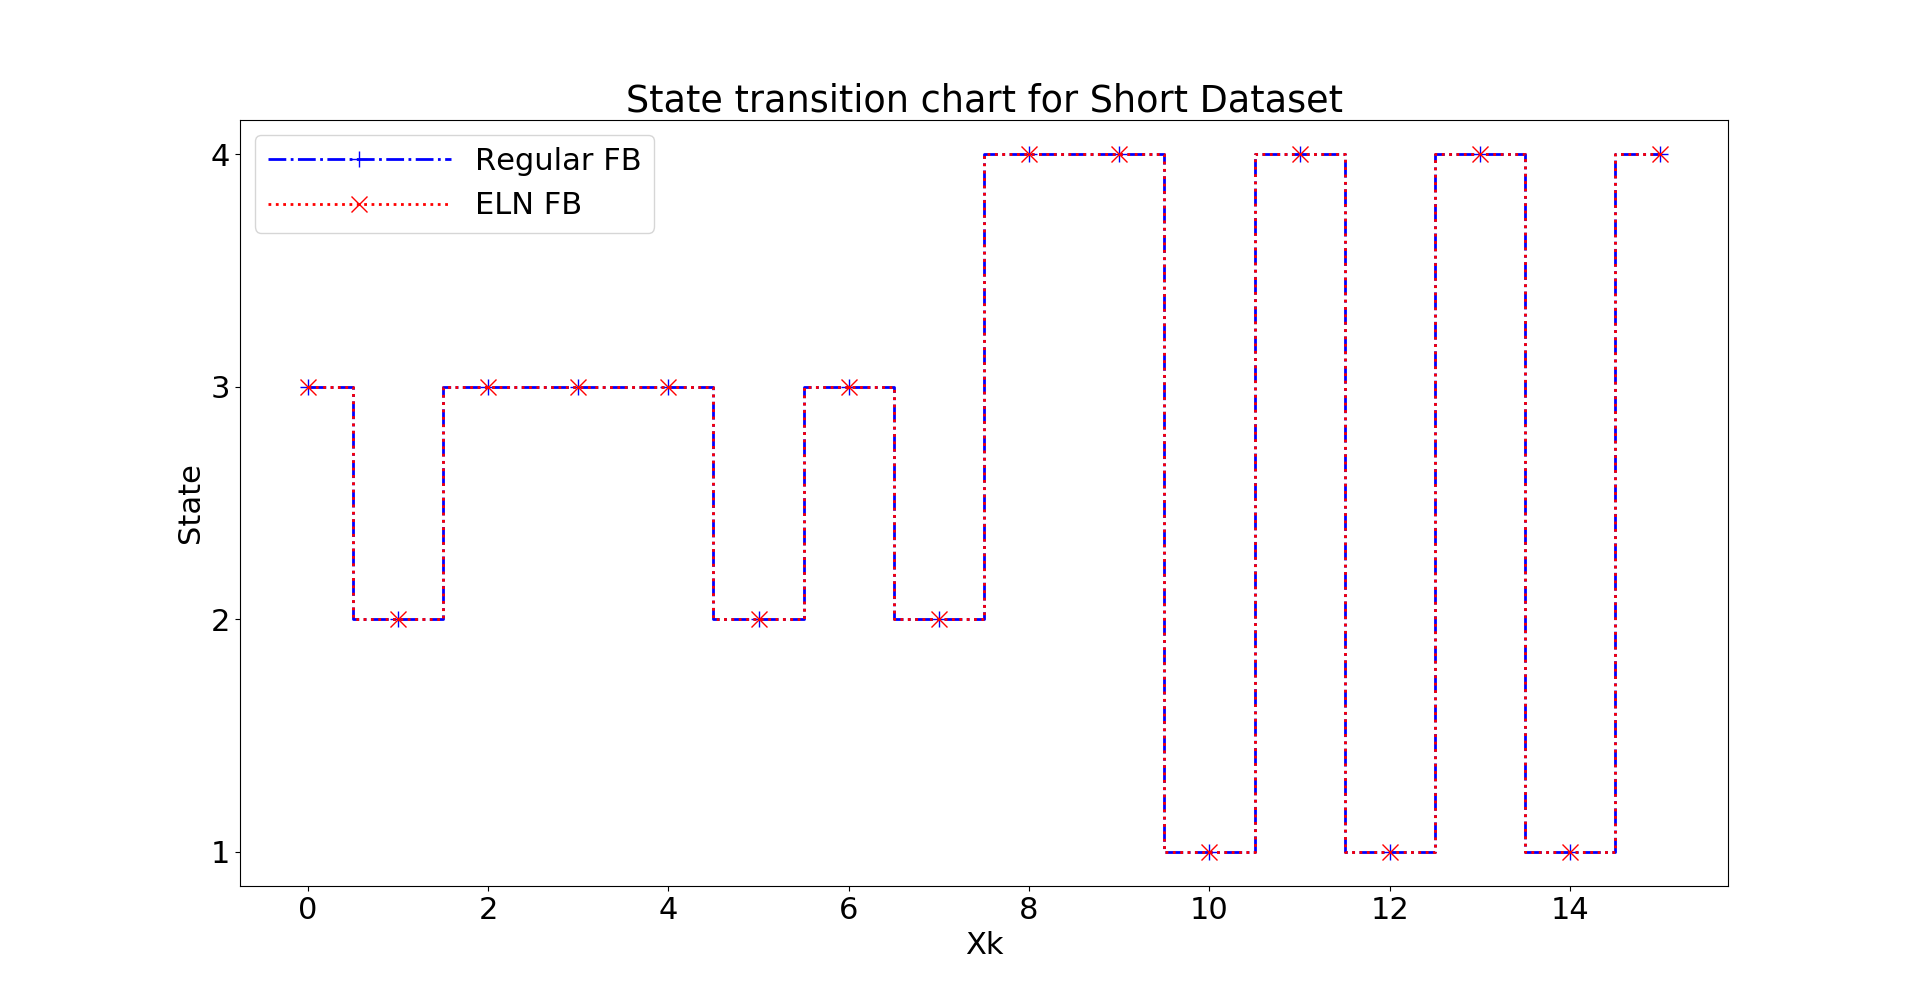 State transition chart for Short Dataset
Regular FB
ELN FB
4
3
2
1
State
0 2 4 6 8 10 12 14
Xk